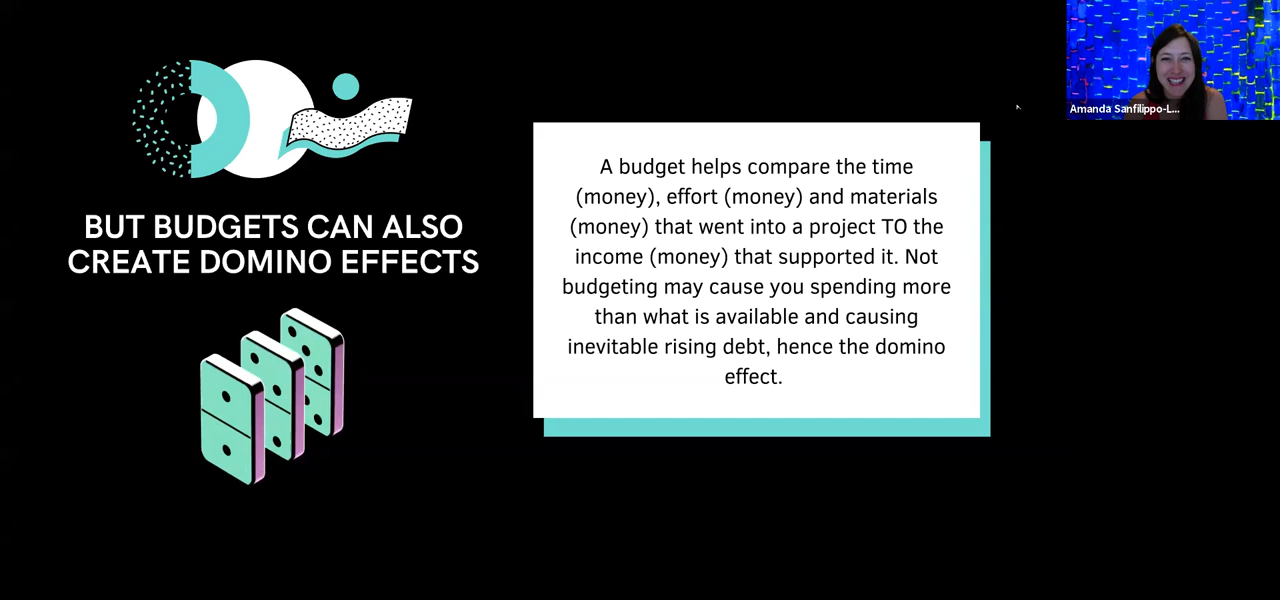 BUT BUDGETS CAN ALSO
CREATE DOMINO EFFECTS
A budget helps compare the time
(money), effort (money) and materials
(money) that went into a project TO the
income (money) that supported it. Not
budgeting may cause you spending more
than what is available and causing
inevitable rising debt, hence the domino
effect.
Amanda Sanfilippo-L...